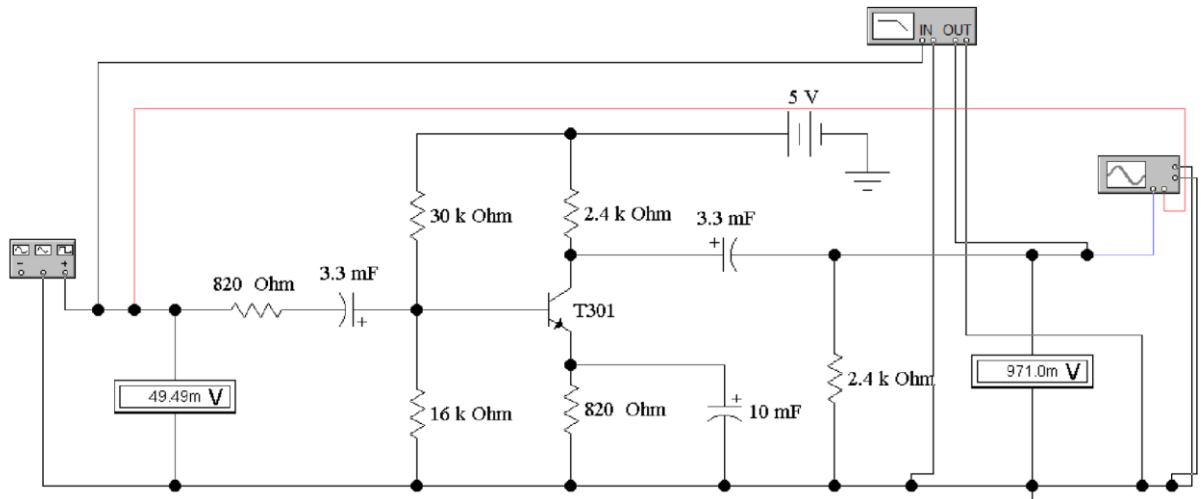 IN OUT
5 V
30 k Ohm
2.4 k Ohm
3.3 mF
820 Ohm
3.3 mF
- +
+
+
T301
49.49m V
971.0m V
2.4 k Ohm
16 k Ohm
820 Ohm
+
10 mF